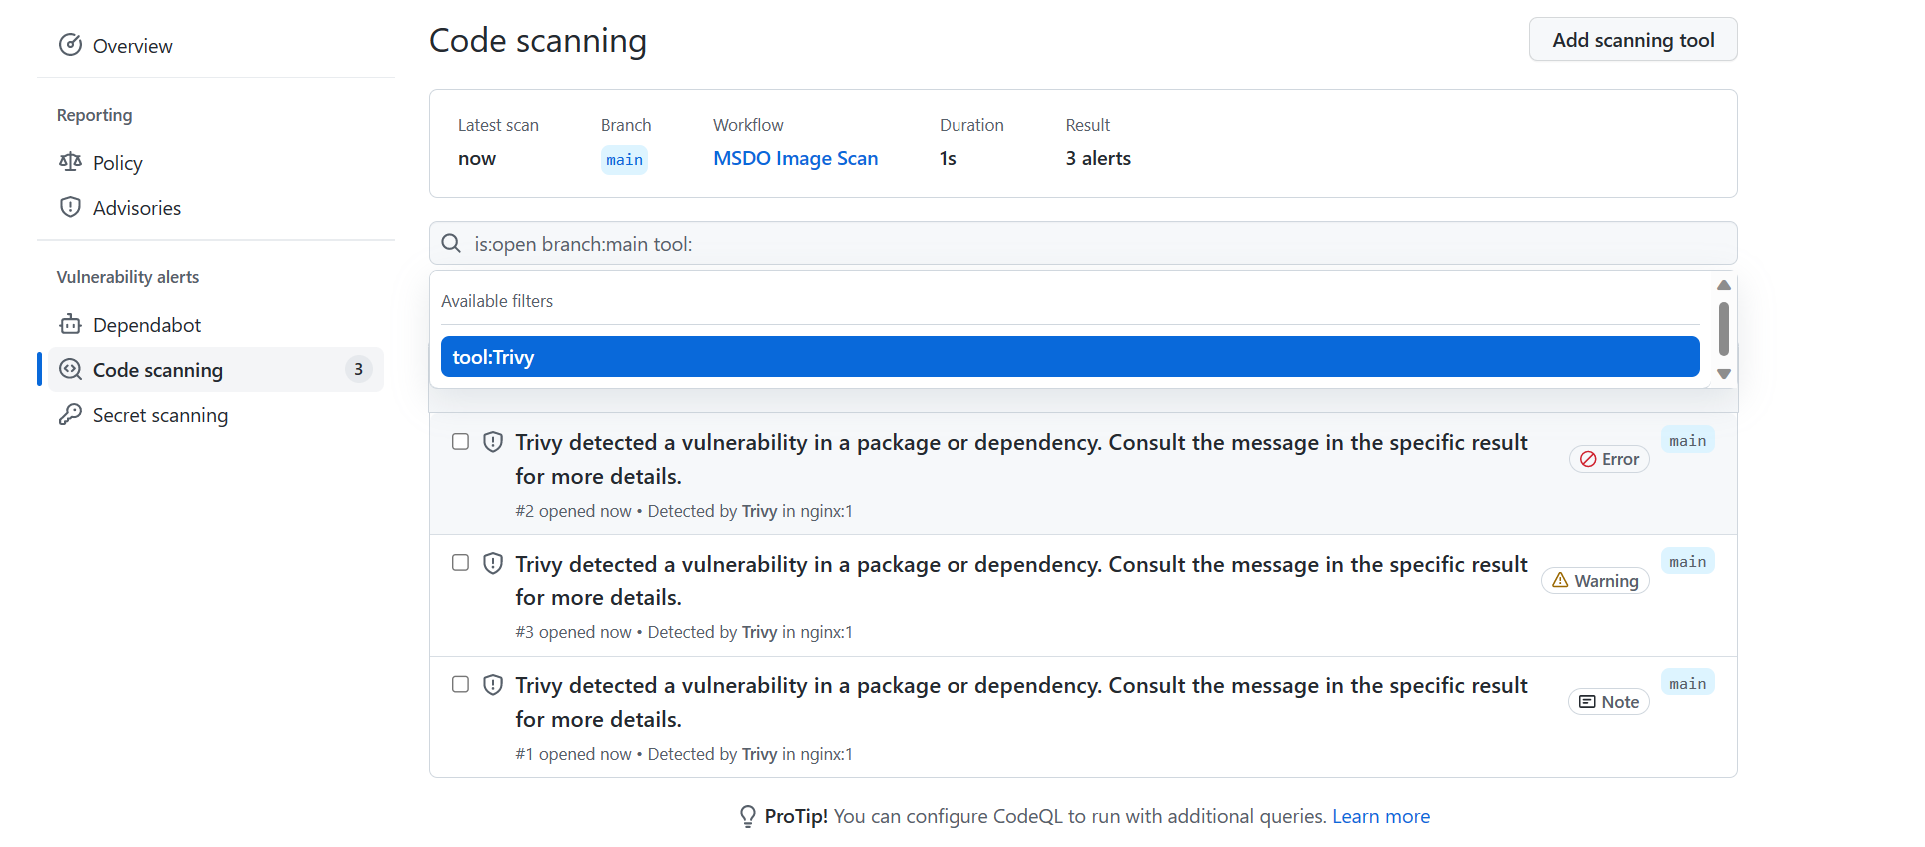 Overview
Reporting
Policy
Advisories
Vulnerability alerts
Dependabot
Code scanning 3
Secret scanning
Code scanning
Add scanning tool
Latest scan Branch Workflow Duration Result
now main MSDO Image Scan 1s 3 alerts
is:open branch:main tool:
Available filters
tool:Trivy
Trivy detected a vulnerability in a package or dependency. Consult the message in the specific result
for more details.
Error main
#2 opened now • Detected by Trivy in nginx:1
Trivy detected a vulnerability in a package or dependency. Consult the message in the specific result
for more details.
Warning main
#3 opened now • Detected by Trivy in nginx:1
Trivy detected a vulnerability in a package or dependency. Consult the message in the specific result
for more details.
Note main
#1 opened now • Detected by Trivy in nginx:1
ProTip! You can configure CodeQL to run with additional queries. Learn more